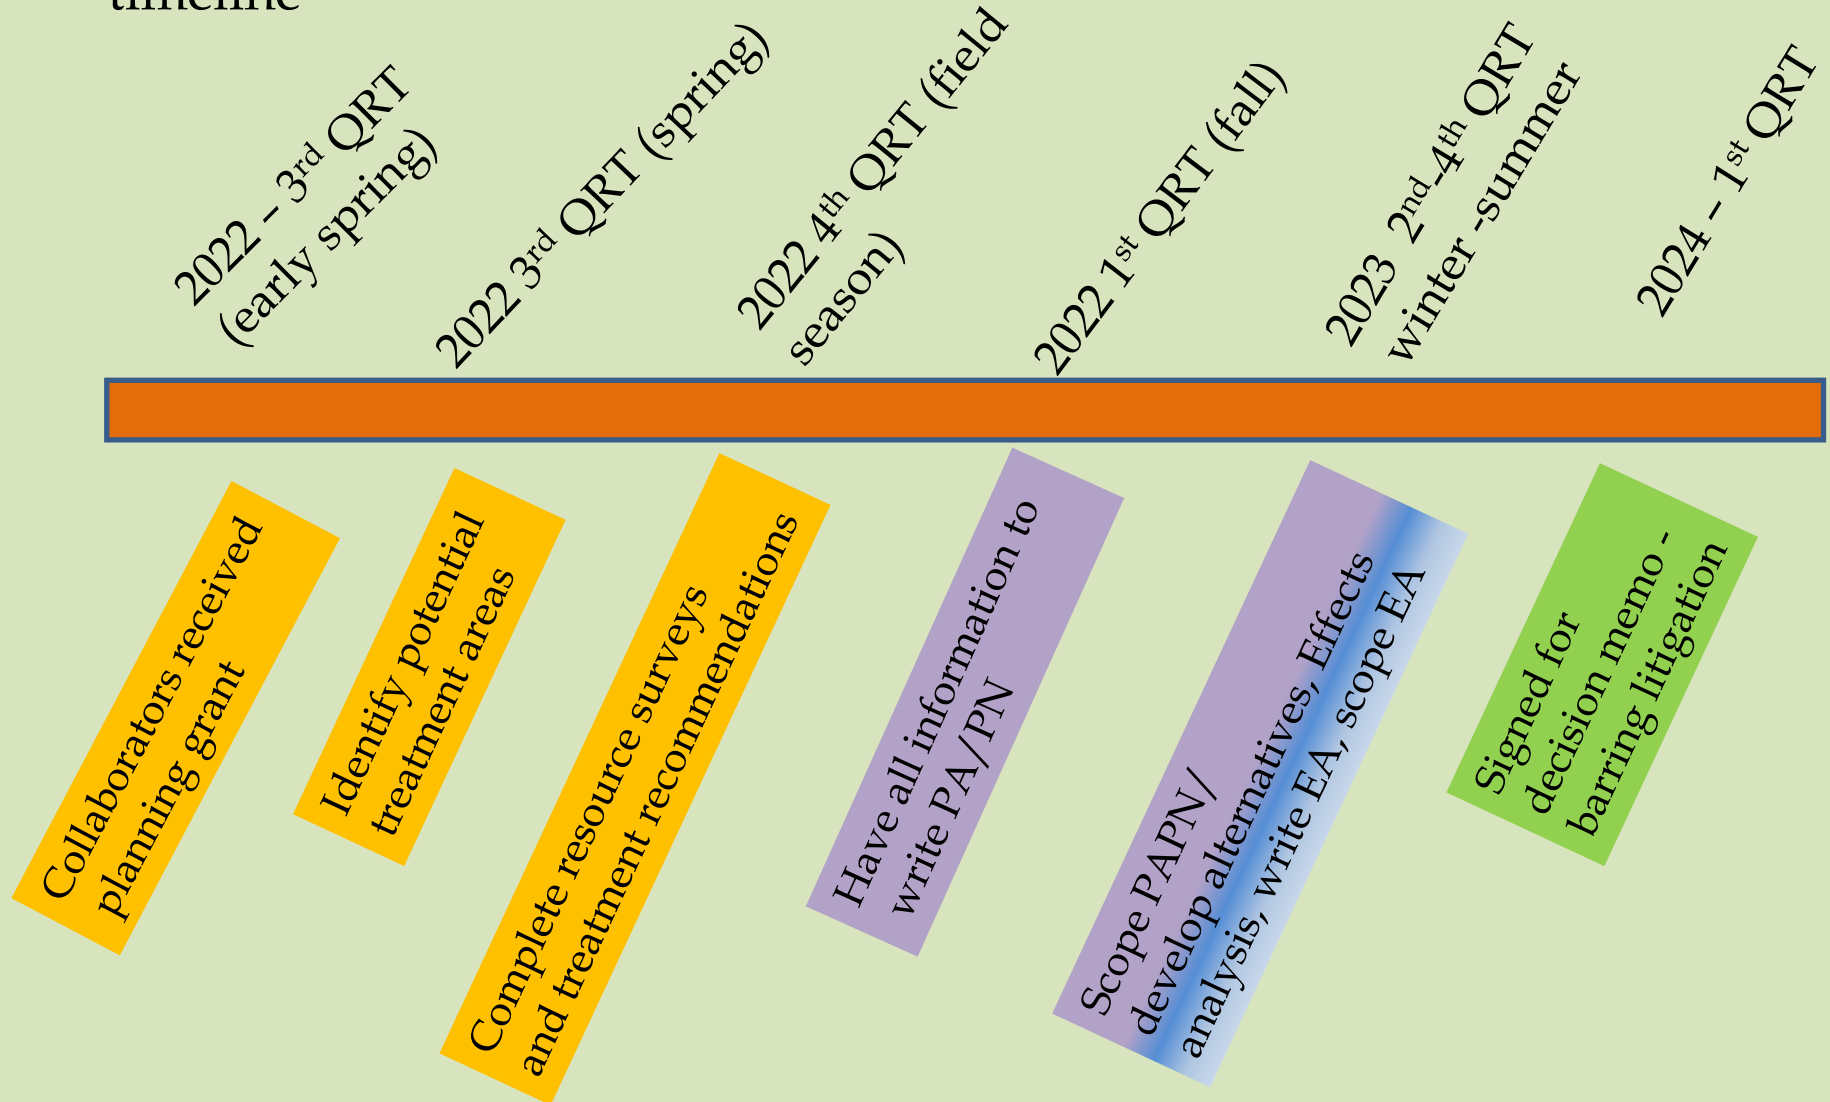 timeline
2022 – 3rd QRT
(early spring)
2022 3rd QRT (spring)
2022 4th QRT (field
season)
2022 1st QRT (fall)
2023  2nd-4th QRT
winter -summer
2024 – 1st QRT
Collaborators received
planning grant
Identify potential
treatment areas
Complete resource surveys
and treatment recommendations
Have all information to
write PA/PN
Scope PAPN/
develop alternatives, Effects
analysis, write EA, scope EA
Signed for
decision memo -
barring litigation